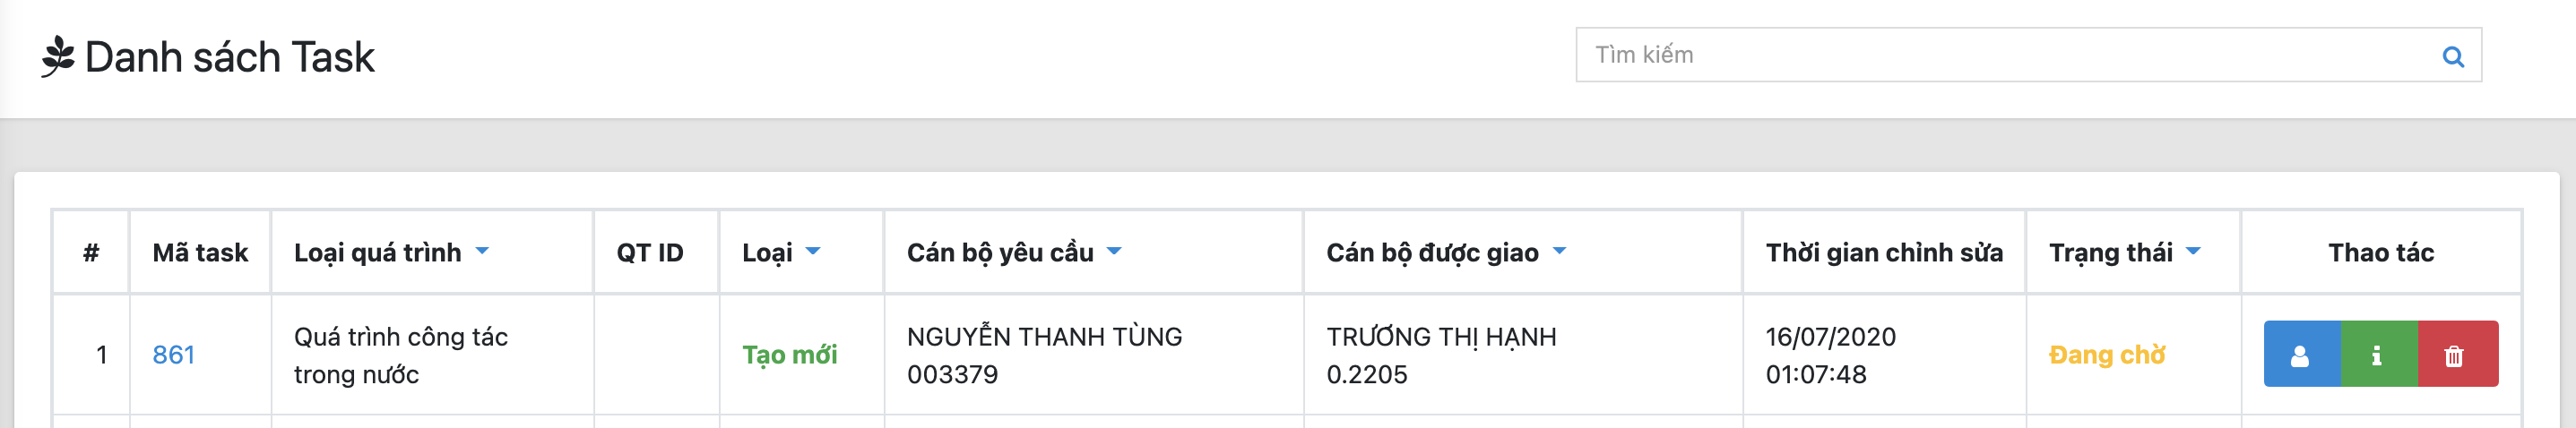 Danh sách Task
Tìm kiếm
# Mã task Loại quá trình QT ID Loại Cán bộ yêu cầu Cán bộ được giao Thời gian chỉnh sửa Trạng thái Thao tác
1 861 Quá trình công tác trong nước Tạo mới NGUYỄN THANH TÙNG 003379 TRƯƠNG THỊ HẠNH 0.2205 16/07/2020 01:07:48 Đang chờ